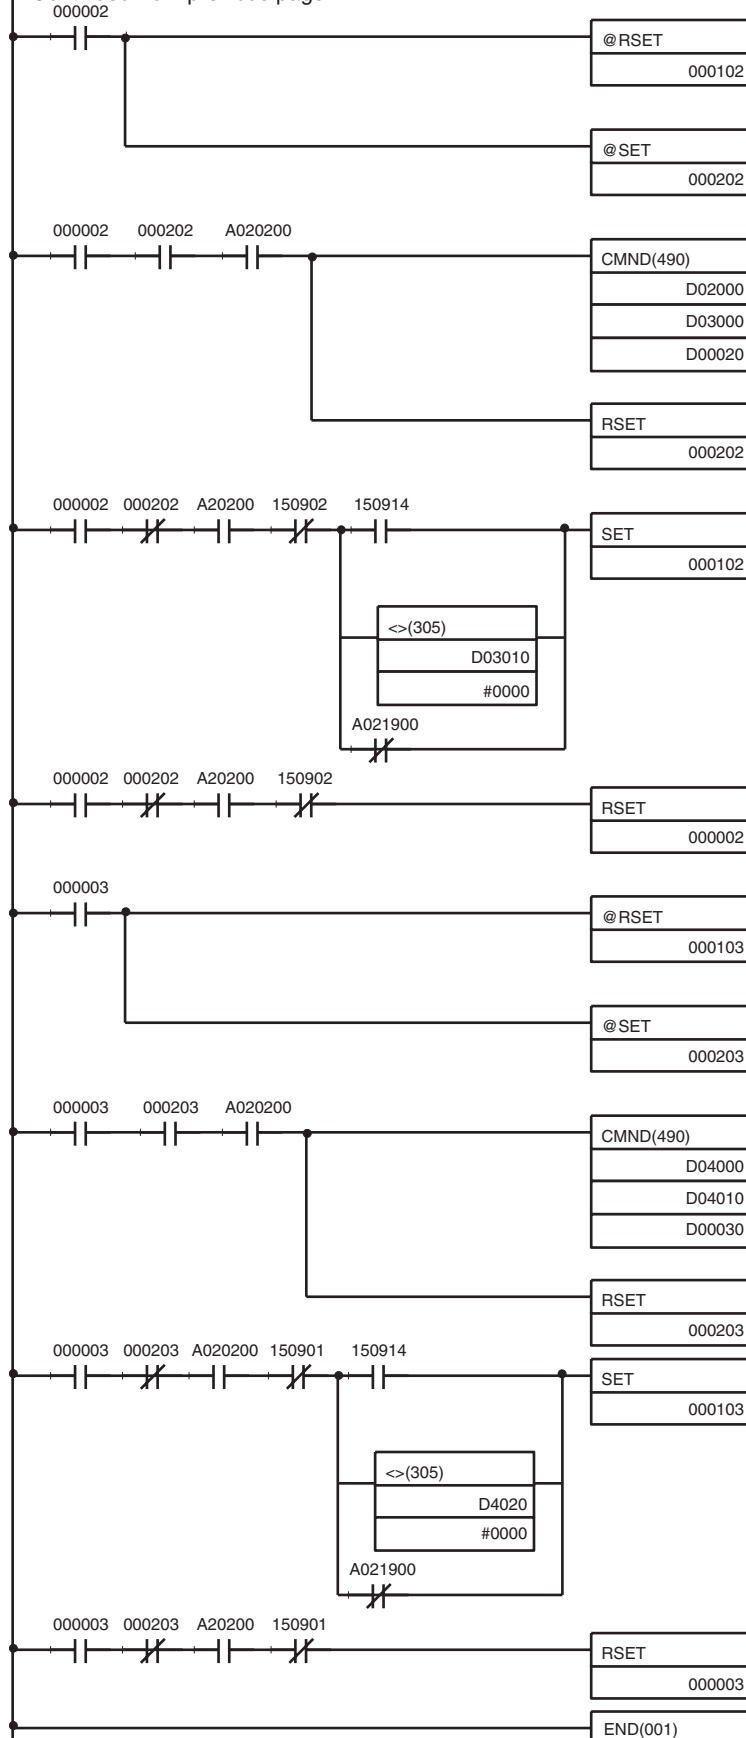 000002
@RSET
000102
@SET
000202
000002 000202 A020200
CMND(490)
D02000
D03000
D00020
RSET
000202
000002 000202 A20200 150902 150914
SET
000102
<>(305)
D03010
#0000
A021900
000002 000202 A20200 150902
RSET
000002
000003
@RSET
000103
@SET
000203
000003 000203 A020200
CMND(490)
D04000
D04010
D00030
RSET
000203
000003 000203 A020200 150901 150914
SET
000103
<>(305)
D4020
#0000
A021900
000003 000203 A20200 150901
RSET
000003
END(001)